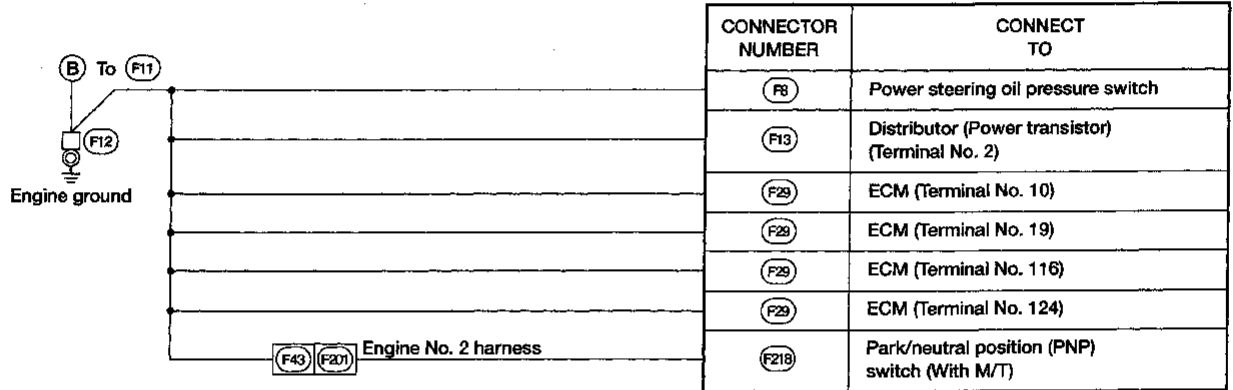 CONNECTOR NUMBER
CONNECT TO
B To F11
F12
Engine ground
F8 Power steering oil pressure switch
F13 Distributor (Power transistor)
(Terminal No. 2)
F29 ECM (Terminal No. 10)
F29 ECM (Terminal No. 19)
F29 ECM (Terminal No. 116)
F29 ECM (Terminal No. 124)
F43 F201 Engine No. 2 harness
F218 Park/neutral position (PNP)
switch (With M/T)